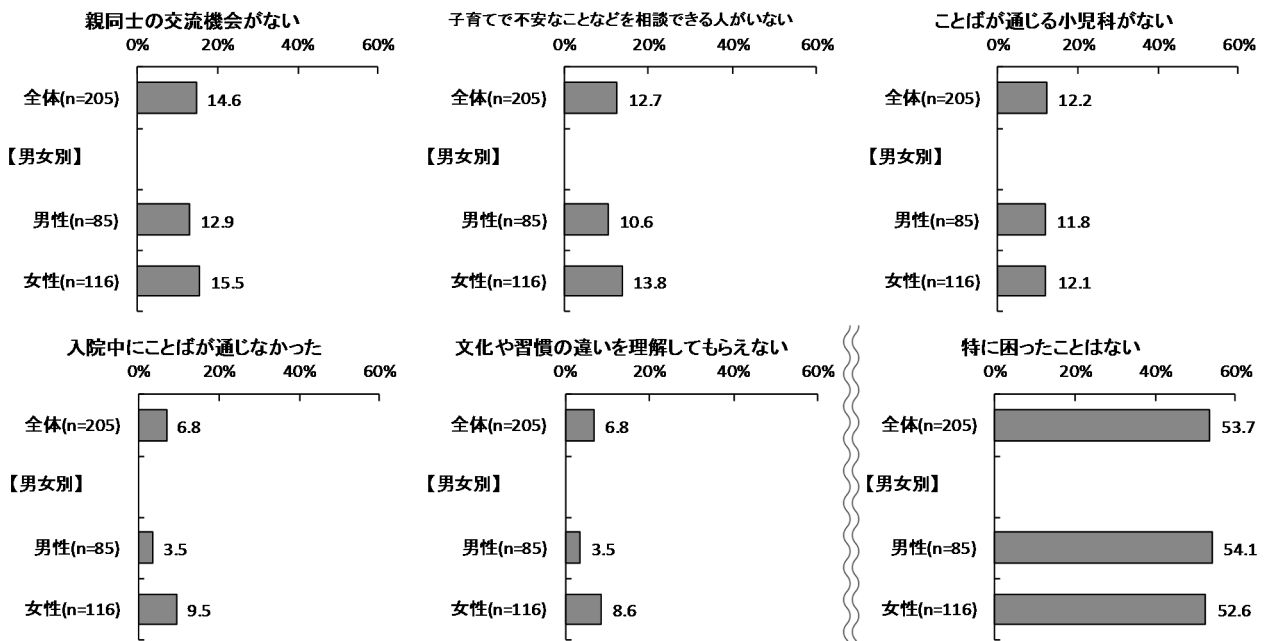 親同士の交流機会がない
0% 20% 40% 60%
全体(n=205) 14.6
【男女別】
男性(n=85) 12.9
女性(n=116) 15.5
子育てで不安なことなどを相談できる人がいない
0% 20% 40% 60%
全体(n=205) 12.7
【男女別】
男性(n=85) 10.6
女性(n=116) 13.8
ことばが通じる小児科がない
0% 20% 40% 60%
全体(n=205) 12.2
【男女別】
男性(n=85) 11.8
女性(n=116) 12.1
入院中にことばが通じなかった
0% 20% 40% 60%
全体(n=205) 6.8
【男女別】
男性(n=85) 3.5
女性(n=116) 9.5
文化や習慣の違いを理解してもらえない
0% 20% 40% 60%
全体(n=205) 6.8
【男女別】
男性(n=85) 3.5
女性(n=116) 8.6
特に困ったことはない
0% 20% 40% 60%
全体(n=205) 53.7
【男女別】
男性(n=85) 54.1
女性(n=116) 52.6